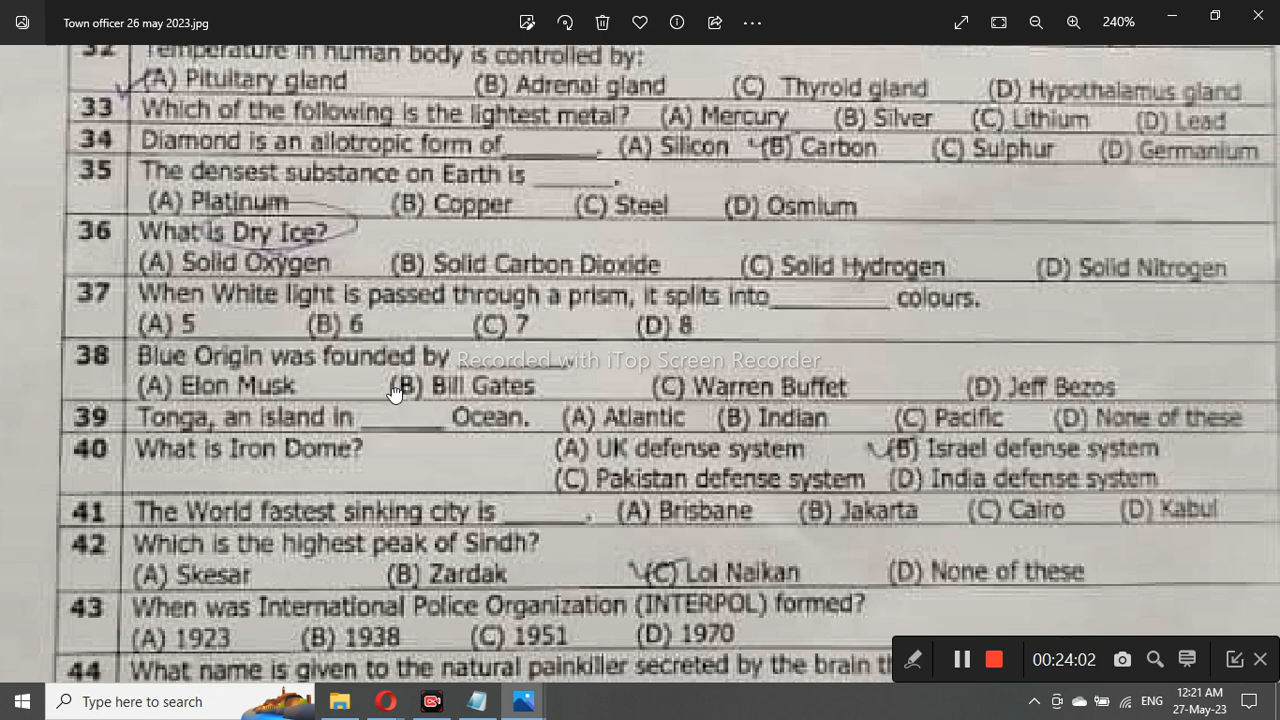 Town officer 26 may 2023.jpg
240%
32 Temperature in human body is controlled by:
(A) Pituitary gland (B) Adrenal gland (C) Thyroid gland (D) Hypothalamus gland
33 Which of the following is the lightest metal? (A) Mercury (B) Silver (C) Lithium (D) Lead
34 Diamond is an allotropic form of ______. (A) Silicon (B) Carbon (C) Sulphur (D) Germanium
35 The densest substance on Earth is ______.
(A) Platinum (B) Copper (C) Steel (D) Osmium
36 What is Dry Ice?
(A) Solid Oxygen (B) Solid Carbon Dioxide (C) Solid Hydrogen (D) Solid Nitrogen
37 When White light is passed through a prism, it splits into________ colours.
(A) 5 (B) 6 (C) 7 (D) 8
38 Blue Origin was founded by ________.
Recorded with iTop Screen Recorder
(A) Elon Musk (B) Bill Gates (C) Warren Buffet (D) Jeff Bezos
39 Tonga, an island in ______ Ocean. (A) Atlantic (B) Indian (C) Pacific (D) None of these
40 What is Iron Dome? (A) UK defense system (B) Israel defense system
(C) Pakistan defense system (D) India defense system
41 The World fastest sinking city is ______. (A) Brisbane (B) Jakarta (C) Cairo (D) Kabul
42 Which is the highest peak of Sindh?
(A) Skesar (B) Zardak (C) Loi Naikan (D) None of these
43 When was International Police Organization (INTERPOL) formed?
(A) 1923 (B) 1938 (C) 1951 (D) 1970
44 What name is given to the natural painkiller secreted by the brain
00:24:02
Type here to search
ENG
12:21 AM
27-May-23